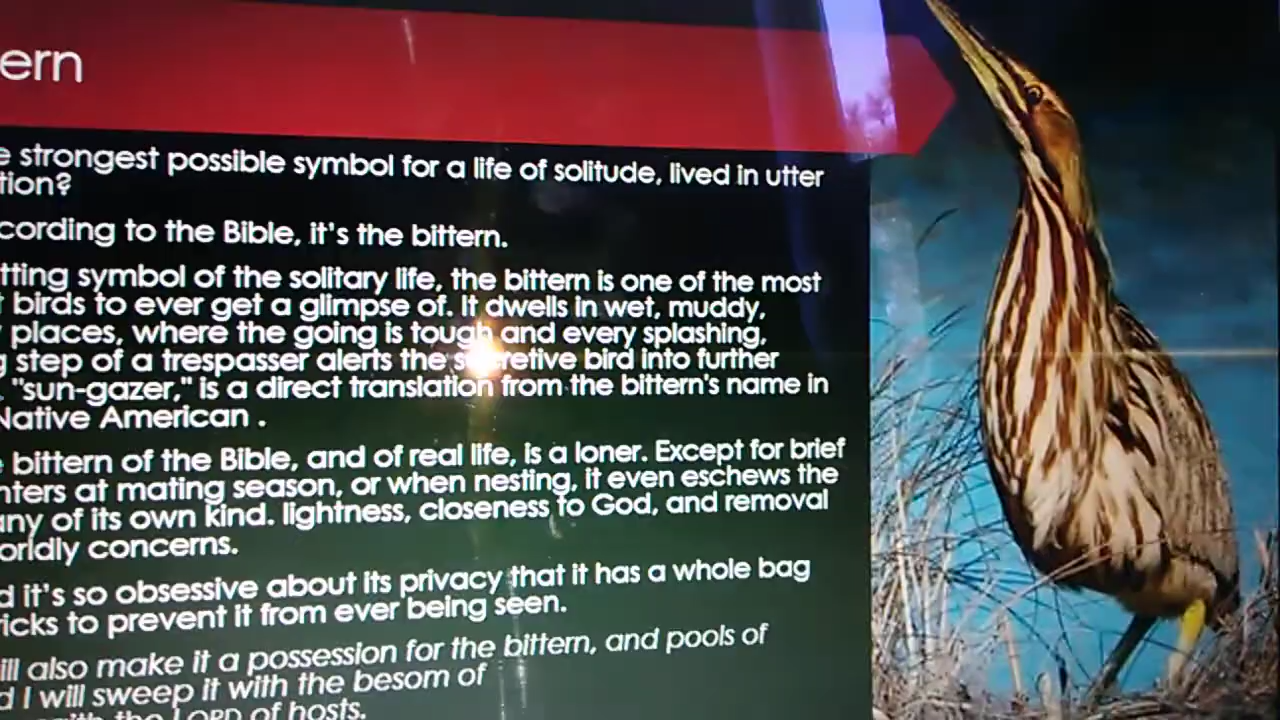 ern
e strongest possible symbol for a life of solitude, lived in utter
tion?
cording to the Bible, it's the bittern.
tting symbol of the solitary life, the bittern is one of the most
t birds to ever get a glimpse of. It dwells in wet, muddy,
places, where the going is tough and every splashing,
g step of a trespasser alerts the secretive bird into further
. "sun-gazer," is a direct translation from the bittern's name in
Native American .
e bittern of the Bible, and of real life, is a loner. Except for brief
nters at mating season, or when nesting, it even eschews the
any of its own kind. lightness, closeness to God, and removal
orldly concerns.
d it's so obsessive about its privacy that it has a whole bag
ricks to prevent it from ever being seen.
ill also make it a possession for the bittern, and pools of
d I will sweep it with the besom of
with the LORD of hosts.